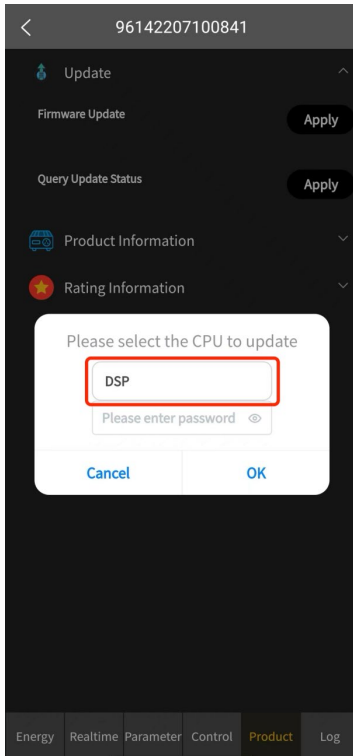 96142207100841
Update
Firmware Update
Apply
Query Update Status
Apply
Product Information
Rating Information
Please select the CPU to update
DSP
Please enter password
Cancel OK
Energy Realtime Parameter Control Product Log